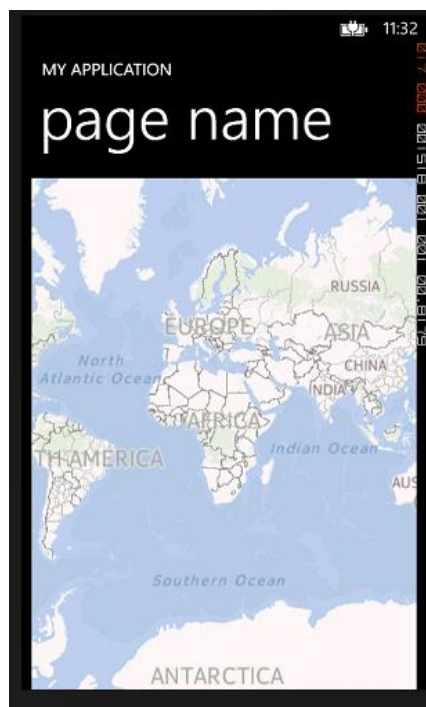 11:32
MY APPLICATION
page name
RUSSIA
EUROPE
ASIA
North
Atlantic Ocean
CHINA
INDIA
AFRICA
Indian Ocean
TH AMERICA
AUS
Southern Ocean
ANTARCTICA